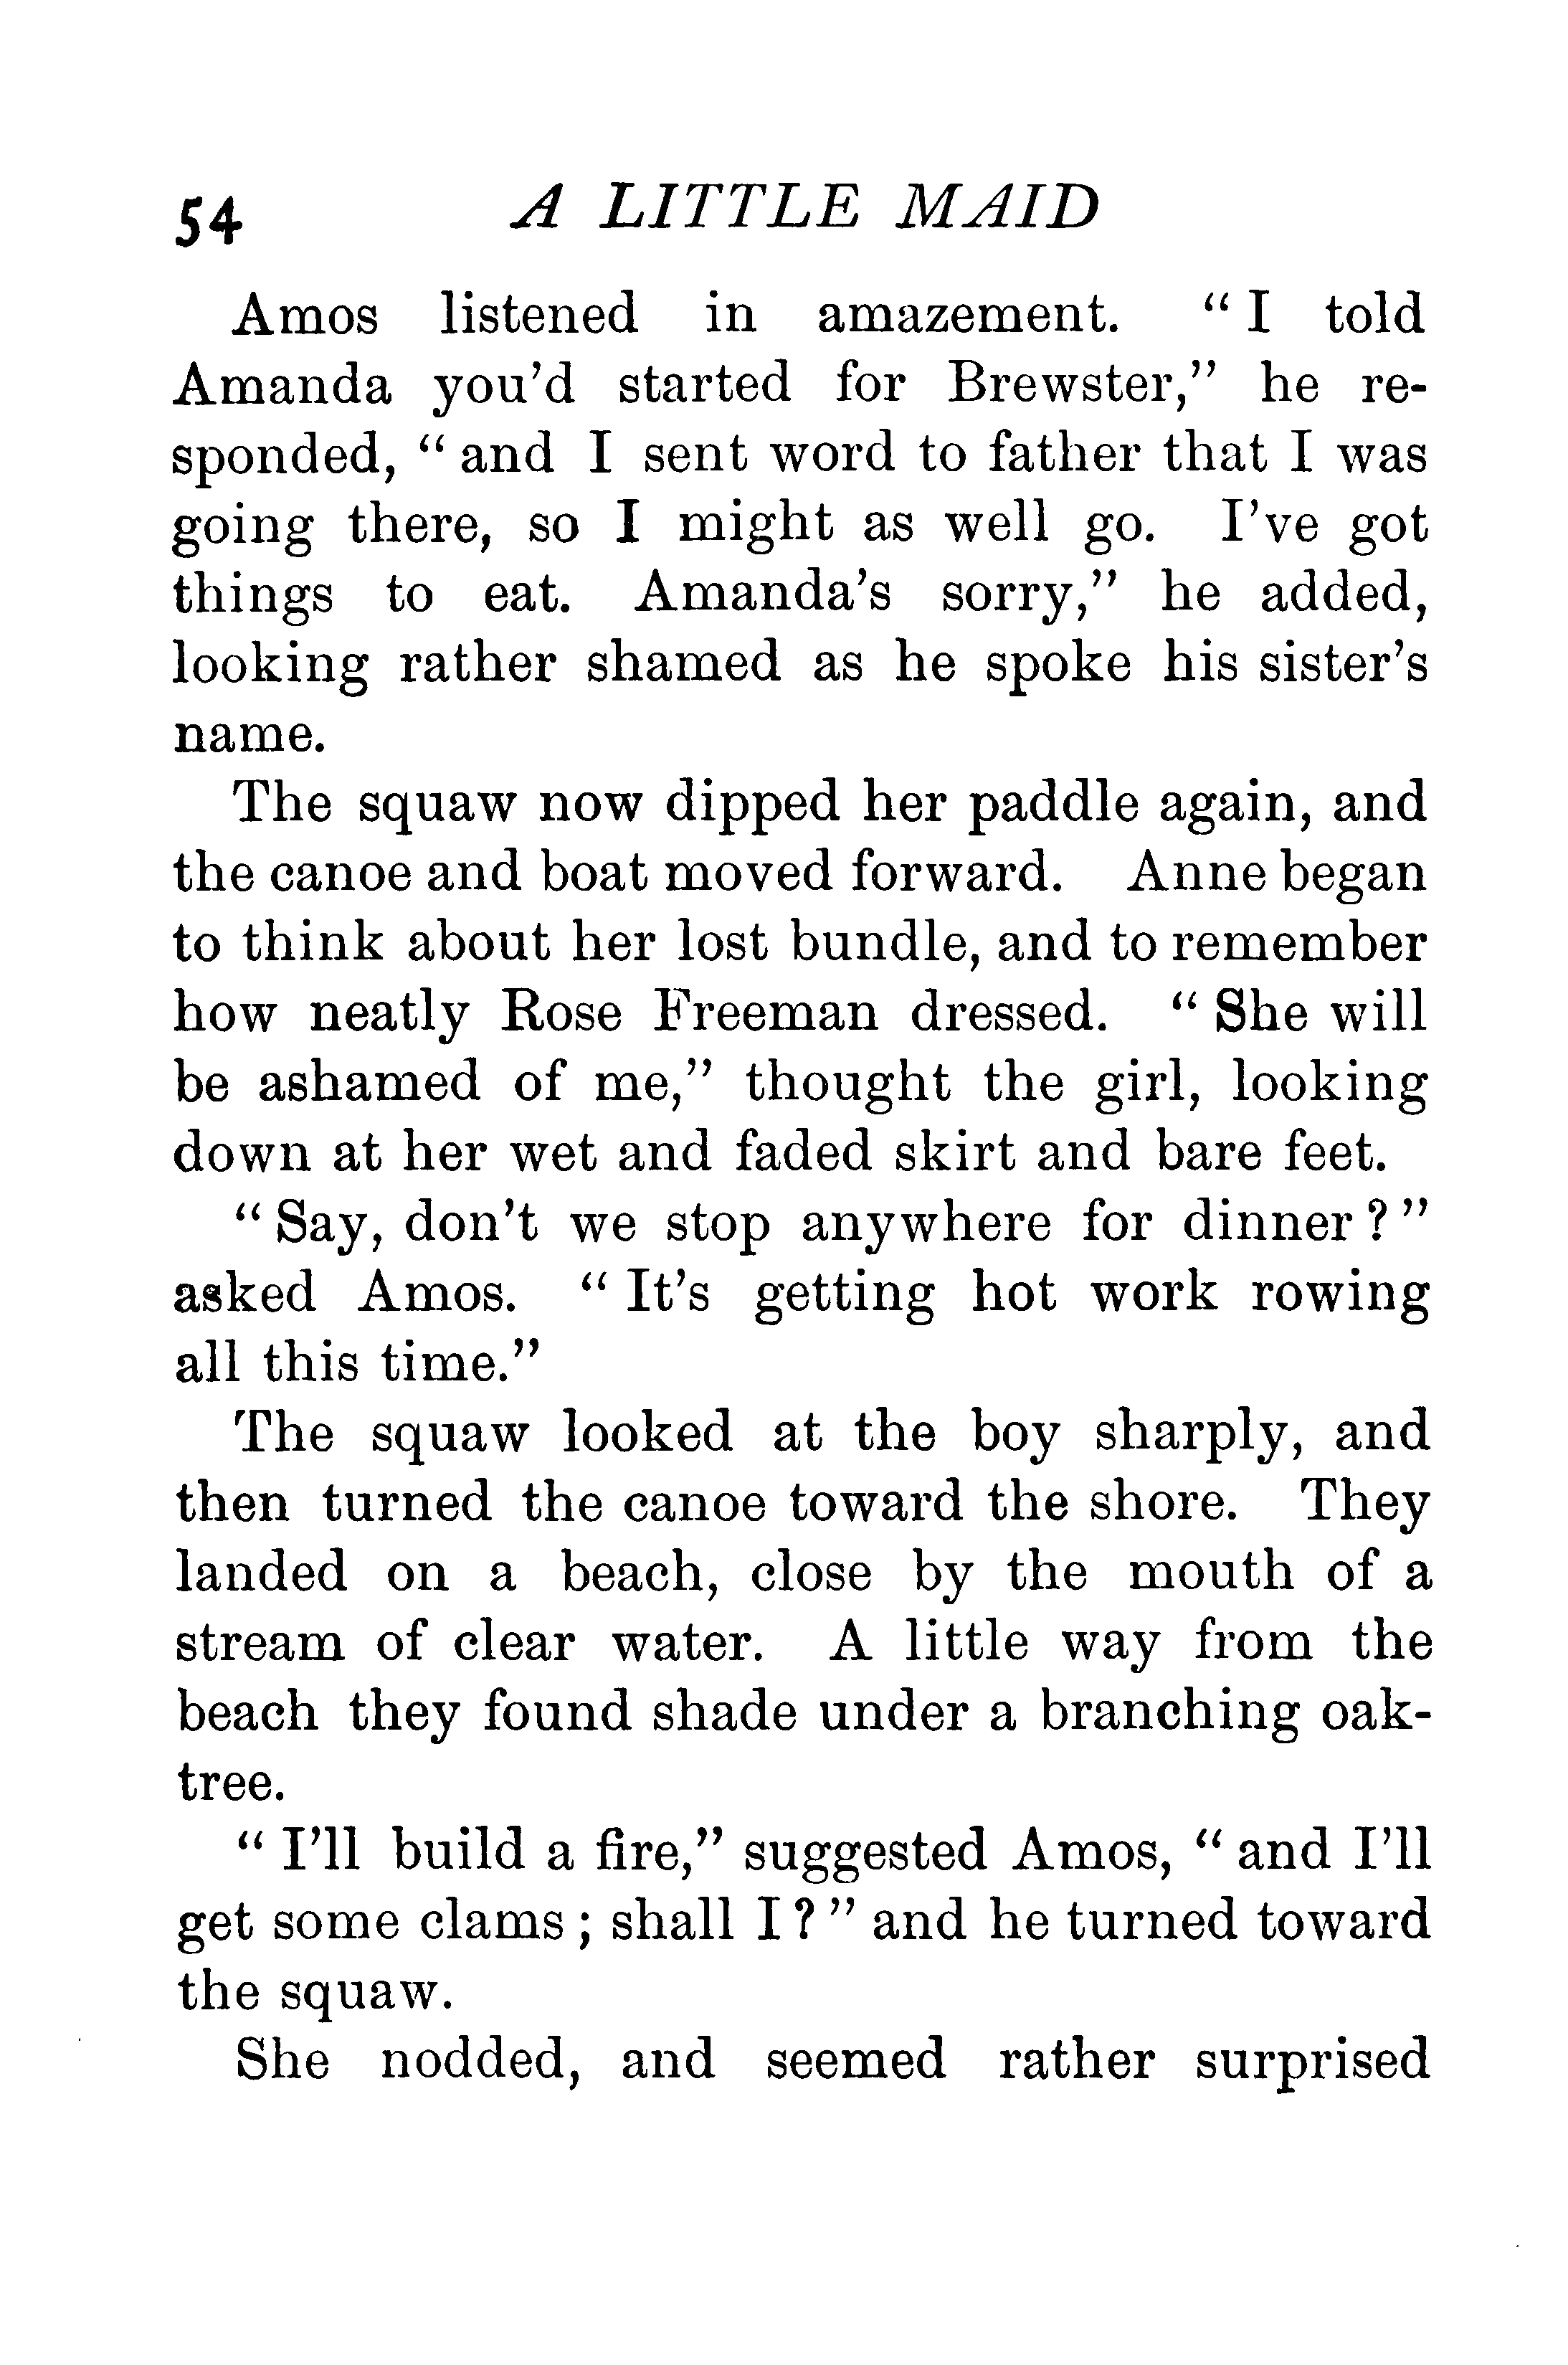 54 A LITTLE MAID
Amos listened in amazement. “ I told
Amanda you’d started for Brewster,” he re-
sponded, “ and I sent word to father that I was
going there, so I might as well go. I’ve got
things to eat. Amanda’s sorry,” he added,
looking rather shamed as he spoke his sister’s
name.
The squaw now dipped her paddle again, and
the canoe and boat moved forward. Anne began
to think about her lost bundle, and to remember
how neatly Rose Freeman dressed. “ She will
be ashamed of me,” thought the girl, looking
down at her wet and faded skirt and bare feet.
“ Say, don’t we stop anywhere for dinner ? ”
asked Amos. “ It’s getting hot work rowing
all this time.”
The squaw looked at the boy sharply, and
then turned the canoe toward the shore. They
landed on a beach, close by the mouth of a
stream of clear water. A little way from the
beach they found shade under a branching oak-
tree.
“ I’ll build a fire,” suggested Amos, “ and I’ll
get some clams ; shall I ? ” and he turned toward
the squaw.
She nodded, and seemed rather surprised